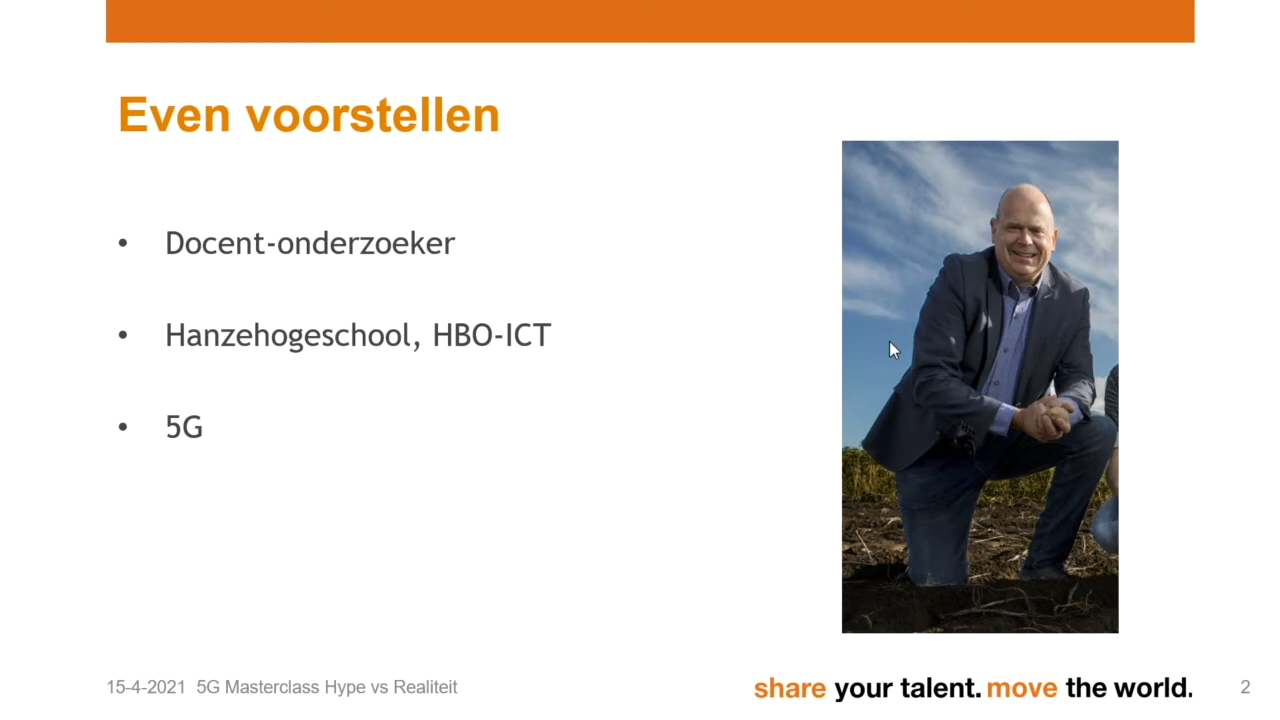 Even voorstellen
• Docent-onderzoeker
• Hanzehogeschool, HBO-ICT
• 5G
15-4-2021 5G Masterclass Hype vs Realiteit
share your talent. move the world.
2